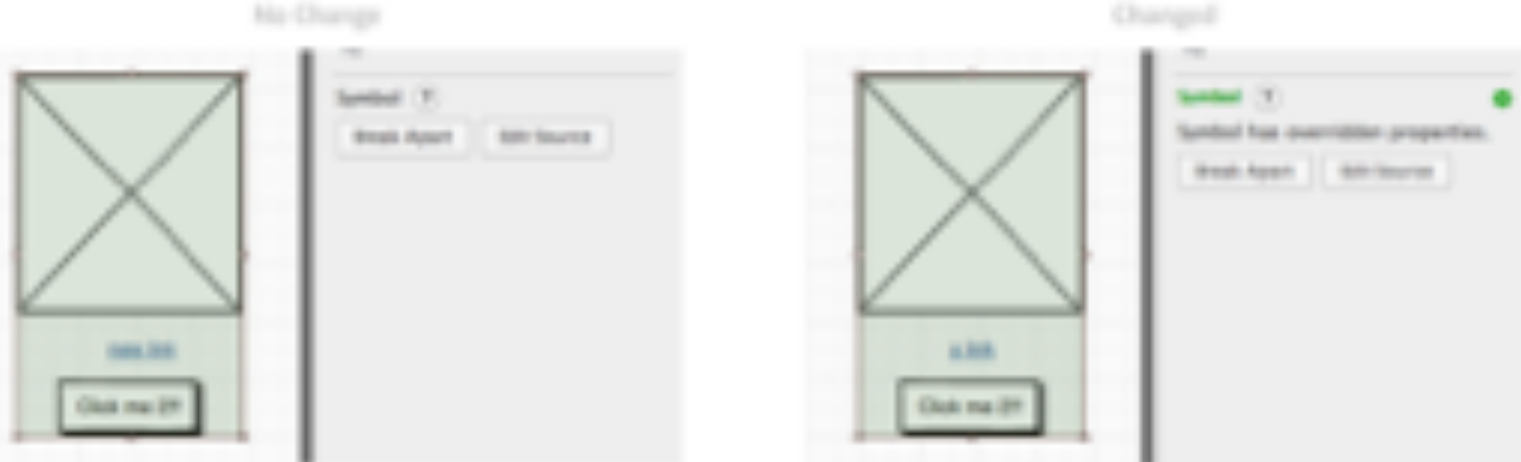 No Change
Changed
Symbol ?
Break Apart Edit Source
Click me !!!
Symbol ?
Symbol has overridden properties.
Break Apart Edit Source
Click me !!!